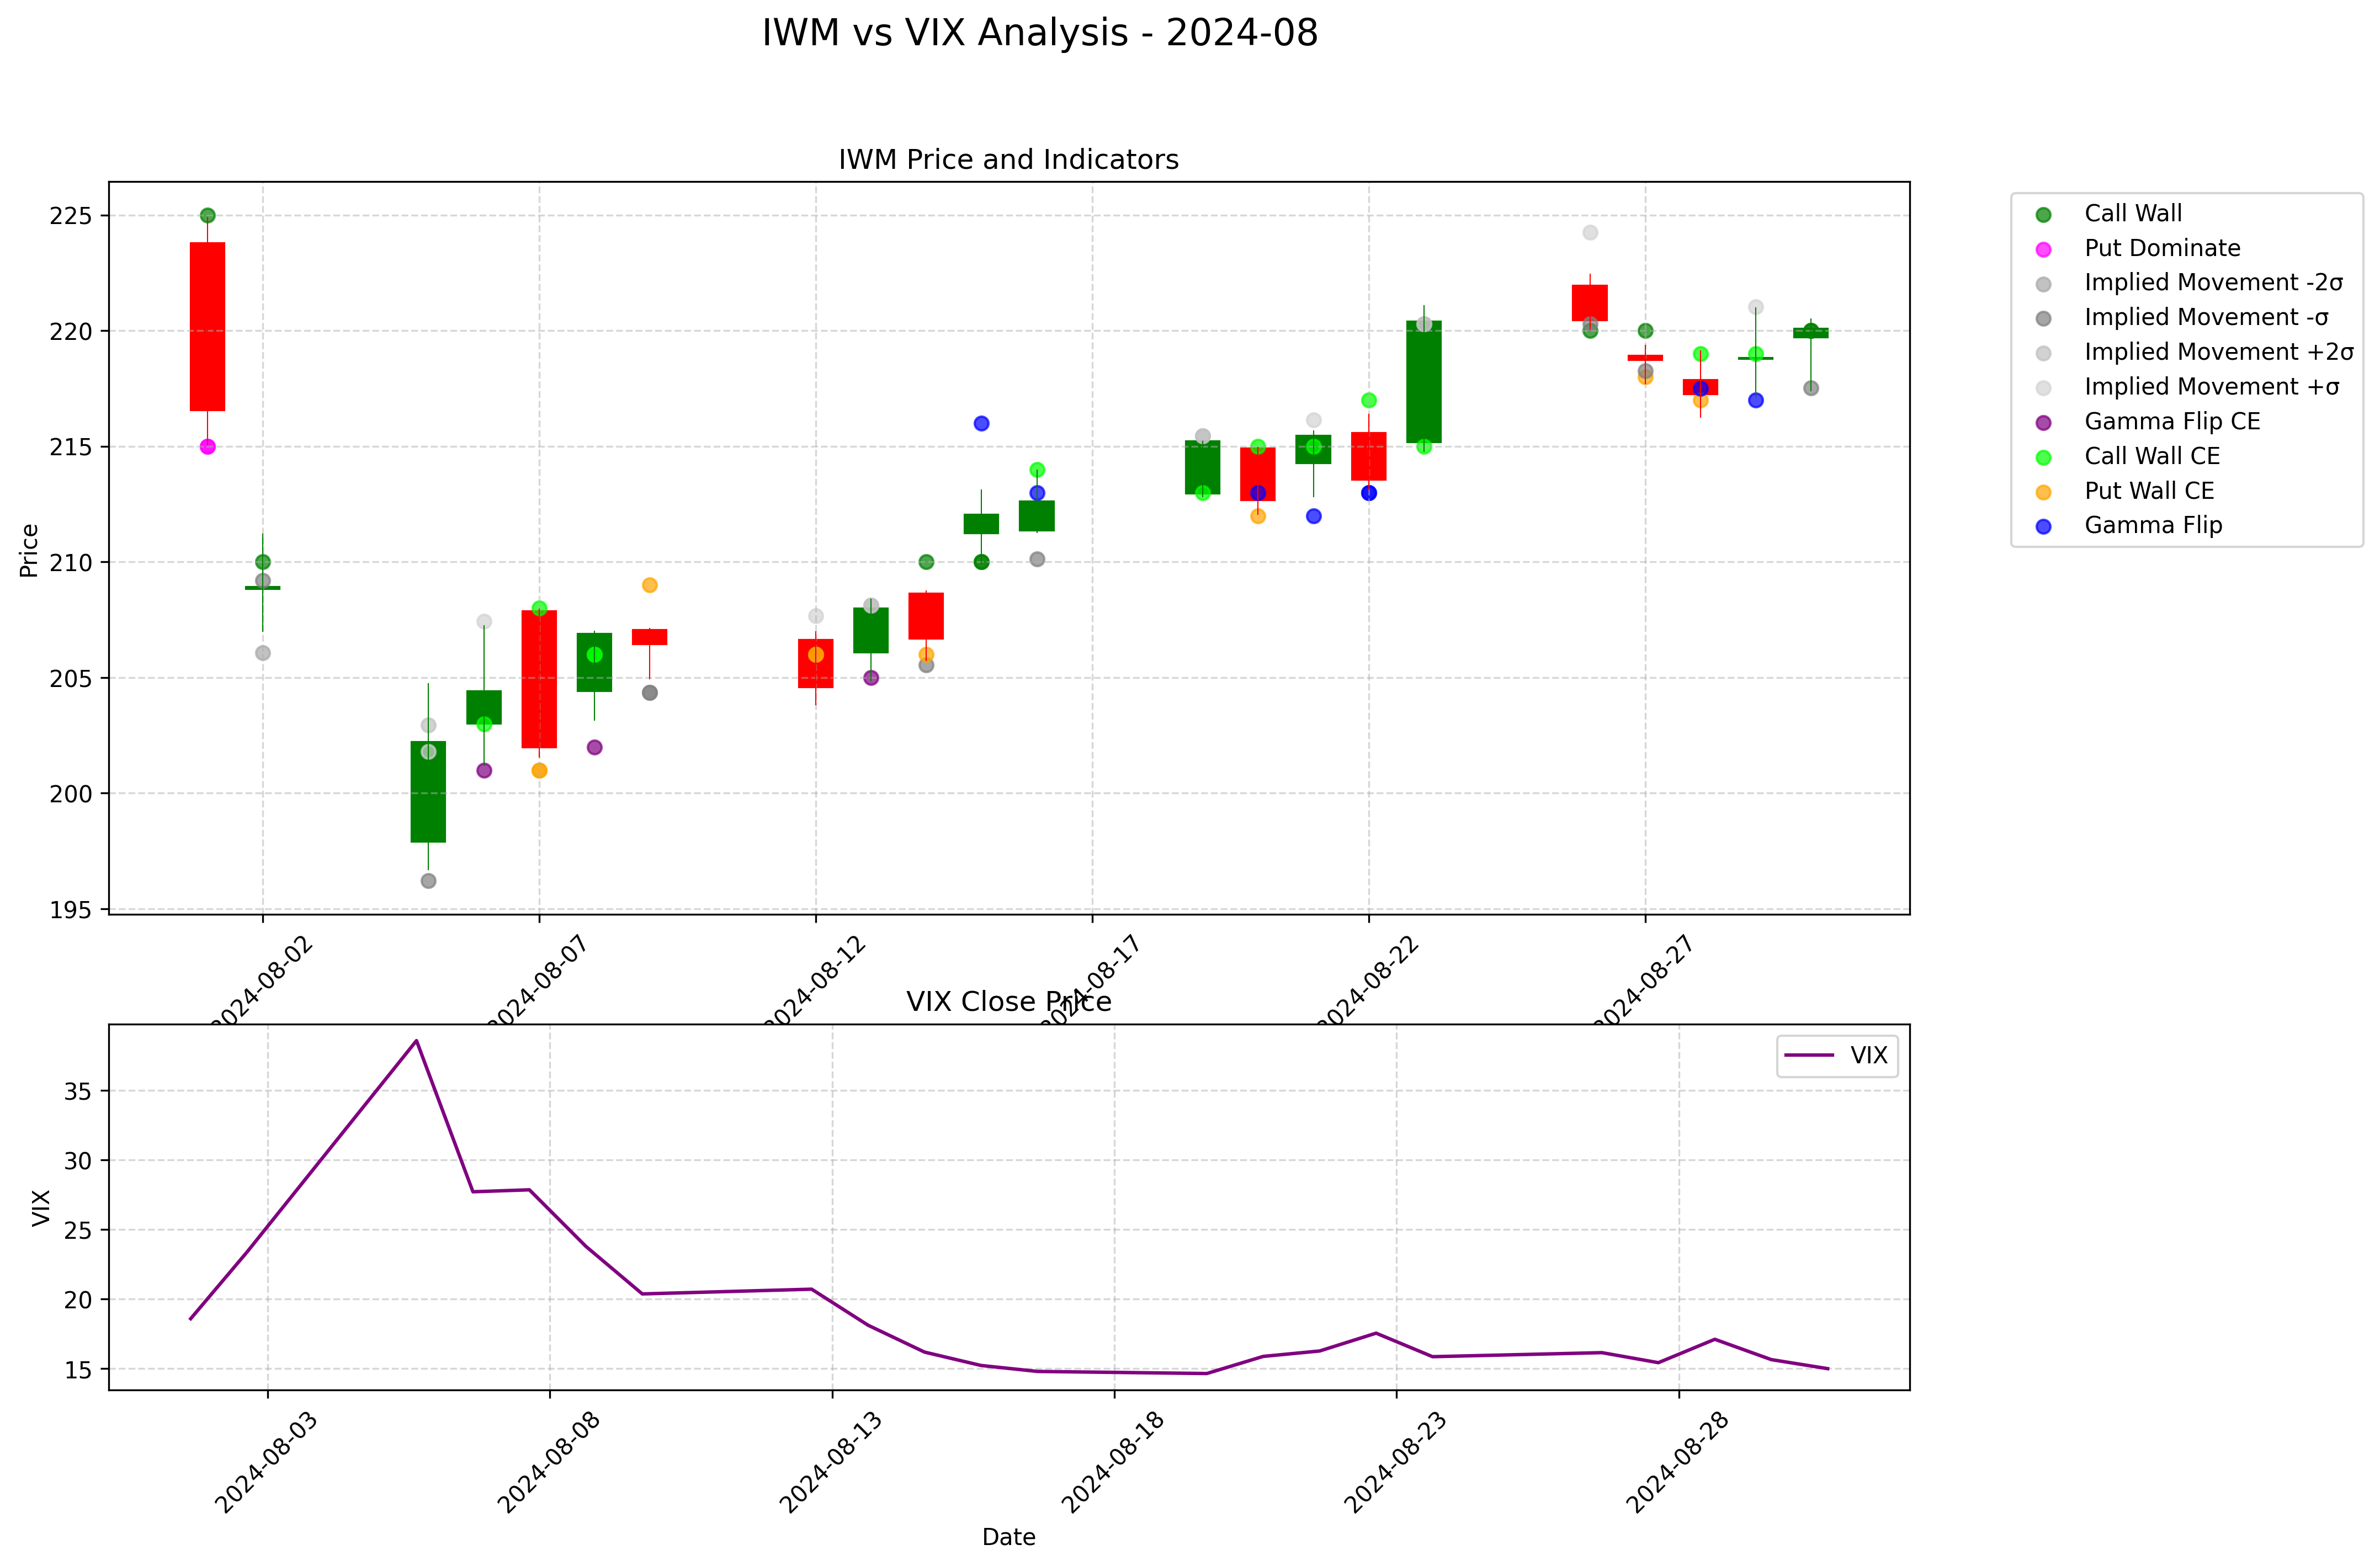 IWM vs VIX Analysis - 2024-08
IWM Price and Indicators
Price
225
220
215
210
205
200
195
2024-08-02
2024-08-07
2024-08-12
2024-08-17
2024-08-22
2024-08-27
Call Wall
Put Dominate
Implied Movement -2σ
Implied Movement -σ
Implied Movement +2σ
Implied Movement +σ
Gamma Flip CE
Call Wall CE
Put Wall CE
Gamma Flip
VIX Close Price
VIX
35
30
25
20
15
VIX
2024-08-03
2024-08-08
2024-08-13
2024-08-18
2024-08-23
2024-08-28
Date